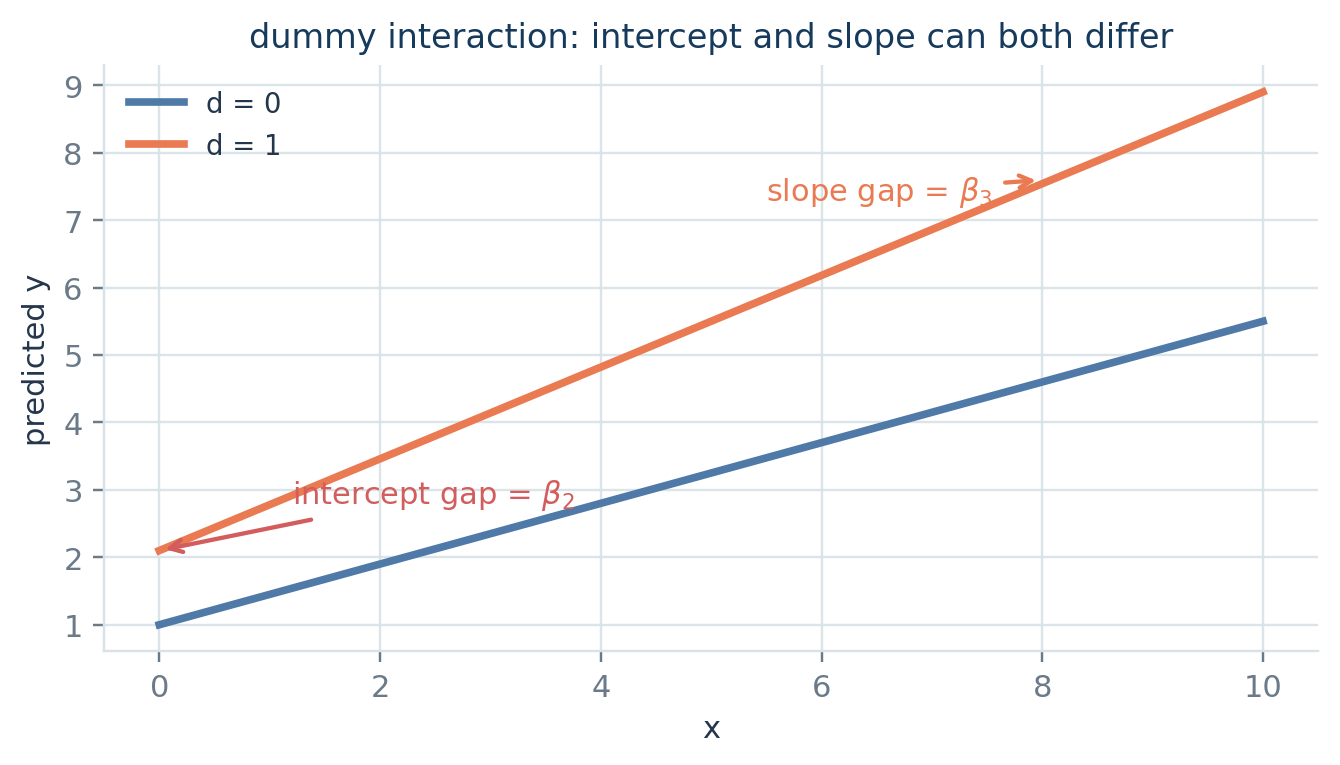 dummy interaction: intercept and slope can both differ
d = 0
d = 1
slope gap = β₃
intercept gap = β₂
predicted y
9
8
7
6
5
4
3
2
1
0 2 4 6 8 10
x